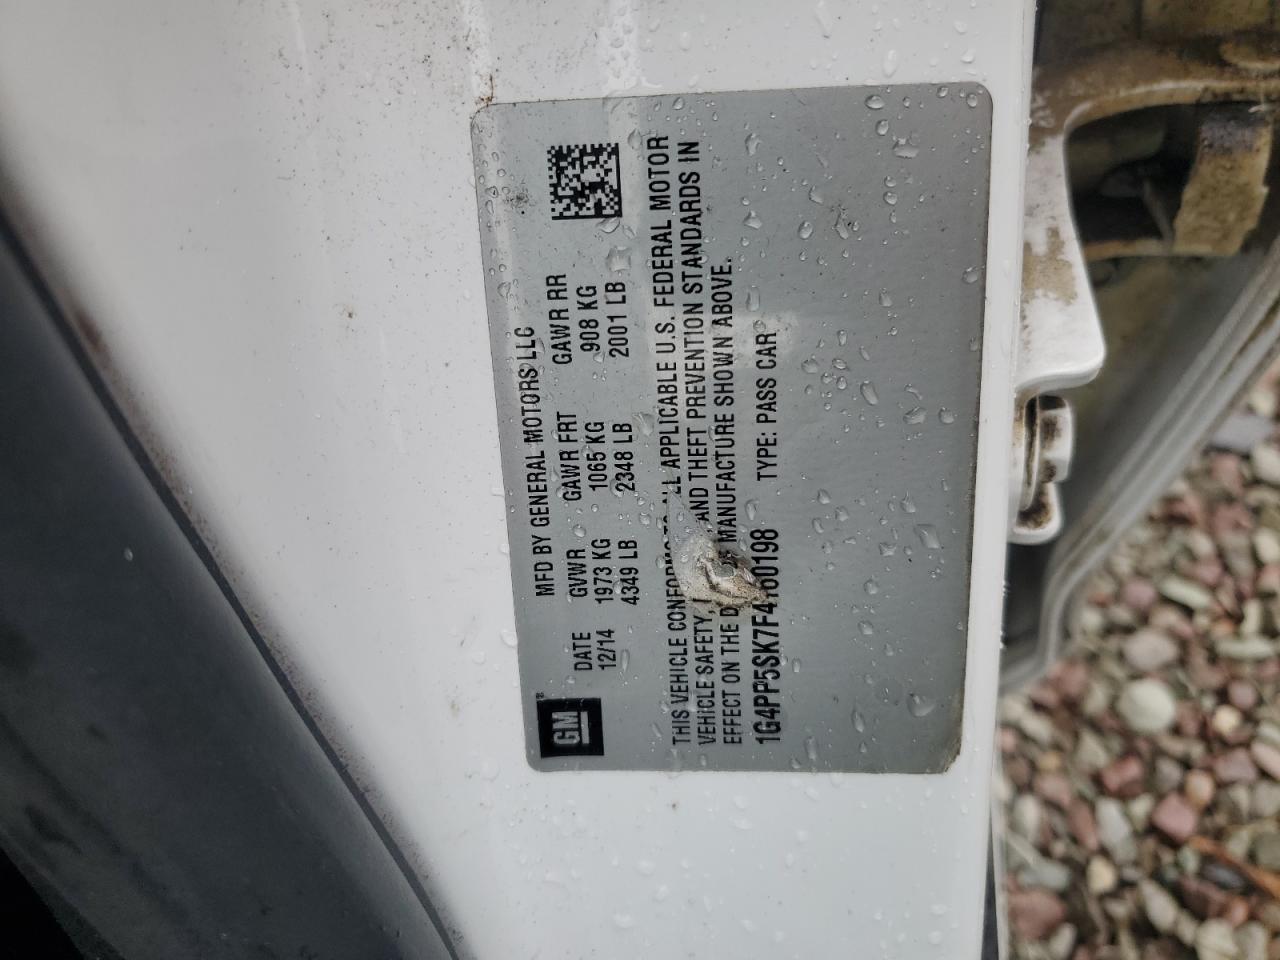 GM®
MFD BY GENERAL MOTORS LLC
DATE GVWR GAWR FRT GAWR RR
12/14 1973 KG 1065 KG 908 KG
4349 LB 2348 LB 2001 LB
THIS VEHICLE CONFORMS TO ALL APPLICABLE U.S. FEDERAL MOTOR
VEHICLE SAFETY, AND THEFT PREVENTION STANDARDS IN
EFFECT ON THE MANUFACTURE SHOWN ABOVE.
1G4PP5SK7F4160198 TYPE: PASS CAR